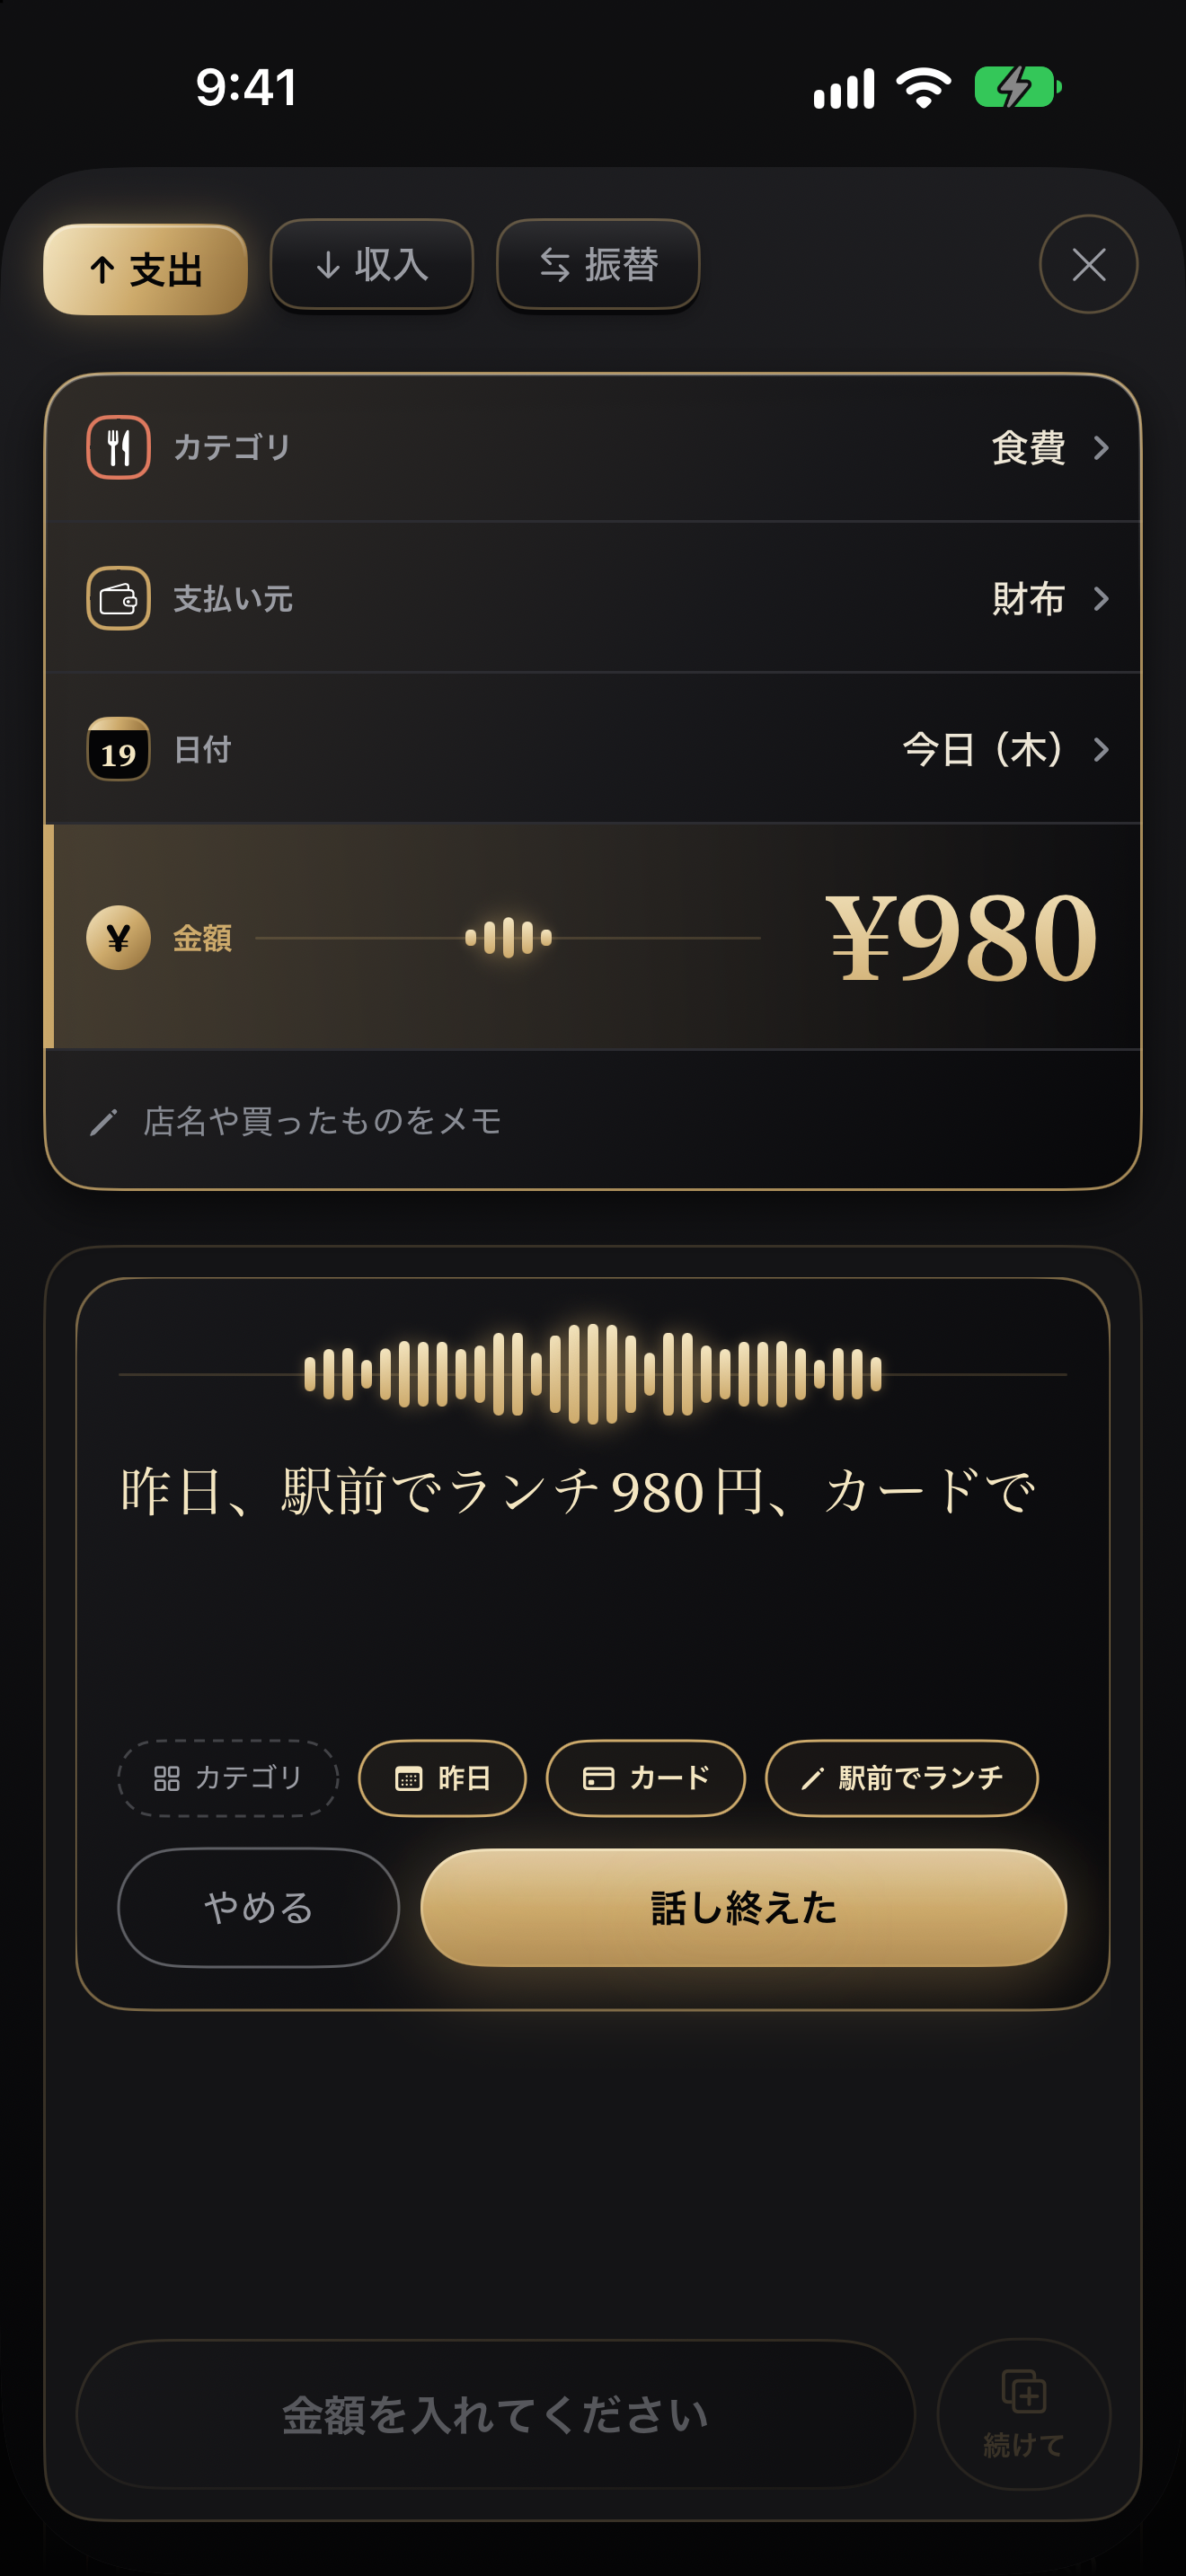 9:41
↑ 支出
↓ 収入
振替
カテゴリ
食費
支払い元
財布
19
日付
今日（木）
¥
金額
¥980
店名や買ったものをメモ
昨日、駅前でランチ980円、カードで
カテゴリ
昨日
カード
駅前でランチ
やめる
話し終えた
金額を入れてください
続けて